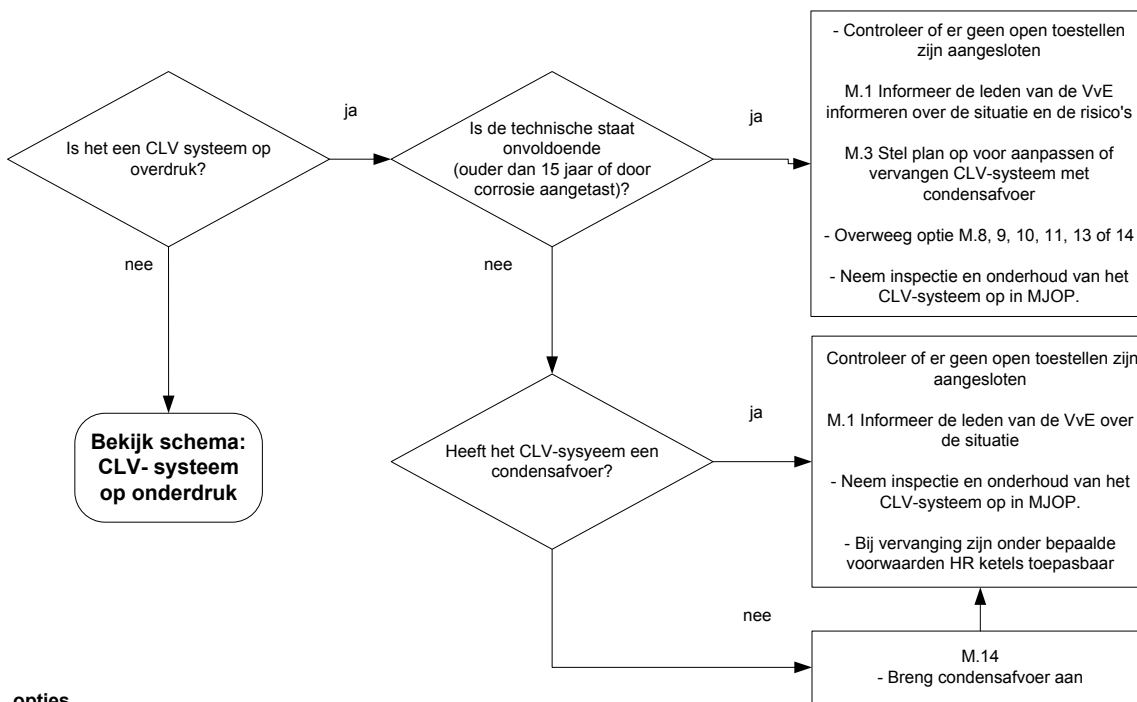 Is het een CLV systeem op
overdruk?
ja
nee
Bekijk schema:
CLV- systeem
op onderdruk
Is de technische staat
onvoldoende
(ouder dan 15 jaar of door
corrosie aangetast)?
ja
nee
- Controleer of er geen open toestellen
zijn aangesloten
M.1 Informeer de leden van de VvE
informeren over de situatie en de risico's
M.3 Stel plan op voor aanpassen of
vervangen CLV-systeem met
condensafvoer
- Overweeg optie M.8, 9, 10, 11, 13 of 14
- Neem inspectie en onderhoud van het
CLV-systeem op in MJOP.
Heeft het CLV-sysyeem een
condensafvoer?
ja
nee
Controleer of er geen open toestellen zijn
aangesloten
M.1 Informeer de leden van de VvE over
de situatie
- Neem inspectie en onderhoud van het
CLV-systeem op in MJOP.
- Bij vervanging zijn onder bepaalde
voorwaarden HR ketels toepasbaar
M.14
- Breng condensafvoer aan
opties